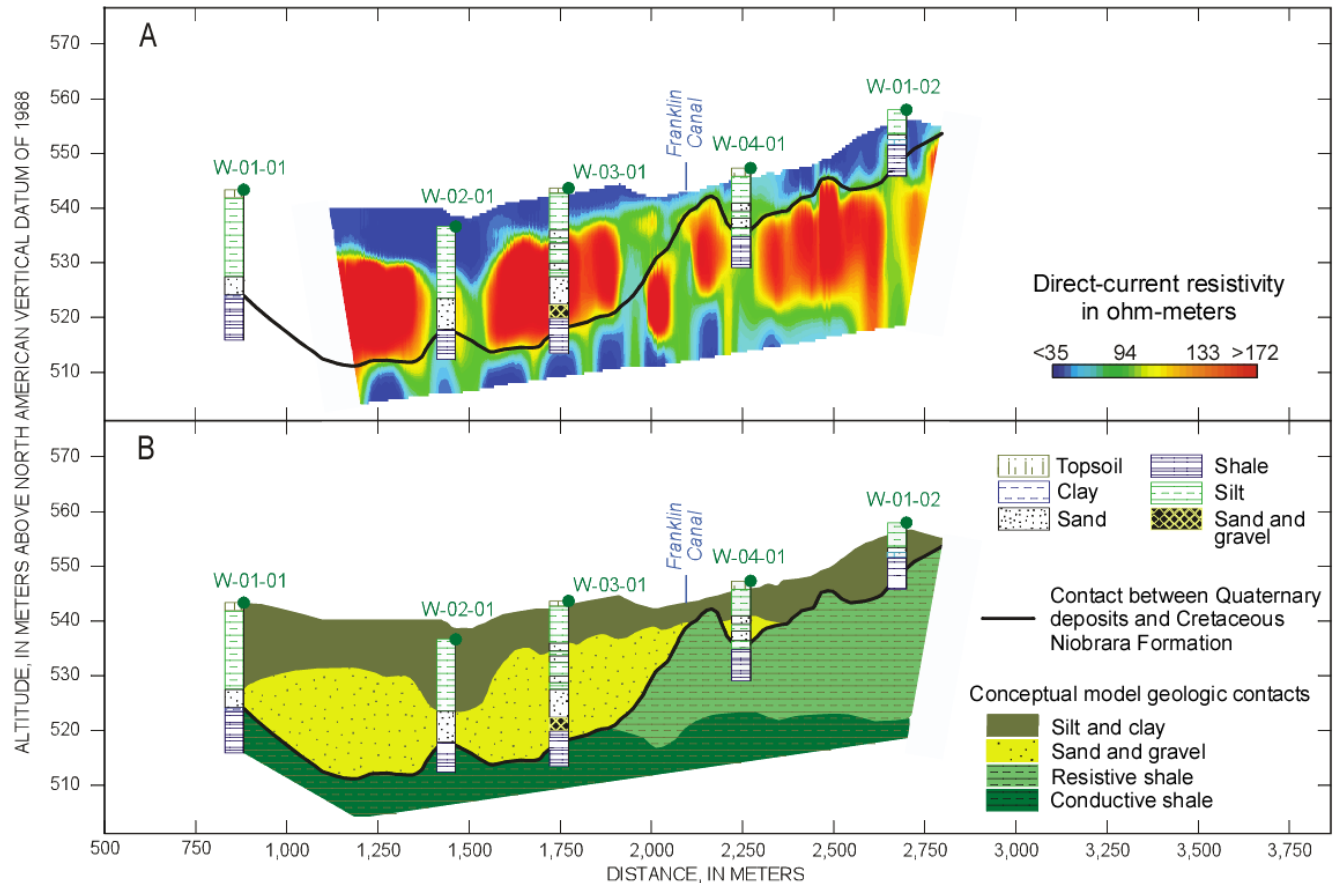 ALTITUDE, IN METERS ABOVE NORTH AMERICAN VERTICAL DATUM OF 1988
A
570
560
550
540
530
520
510
W-01-01
W-02-01
W-03-01
Franklin
Canal
W-04-01
W-01-02
Direct-current resistivity
in ohm-meters
<35 94 133 >172
B
570
560
550
540
530
520
510
W-01-01
W-02-01
W-03-01
Franklin
Canal
W-04-01
W-01-02
Topsoil
Clay
Sand
Shale
Silt
Sand and
gravel
Contact between Quaternary
deposits and Cretaceous
Niobrara Formation
Conceptual model geologic contacts
Silt and clay
Sand and gravel
Resistive shale
Conductive shale
500 750 1,000 1,250 1,500 1,750 2,000 2,250 2,500 2,750 3,000 3,250 3,500 3,750
DISTANCE, IN METERS